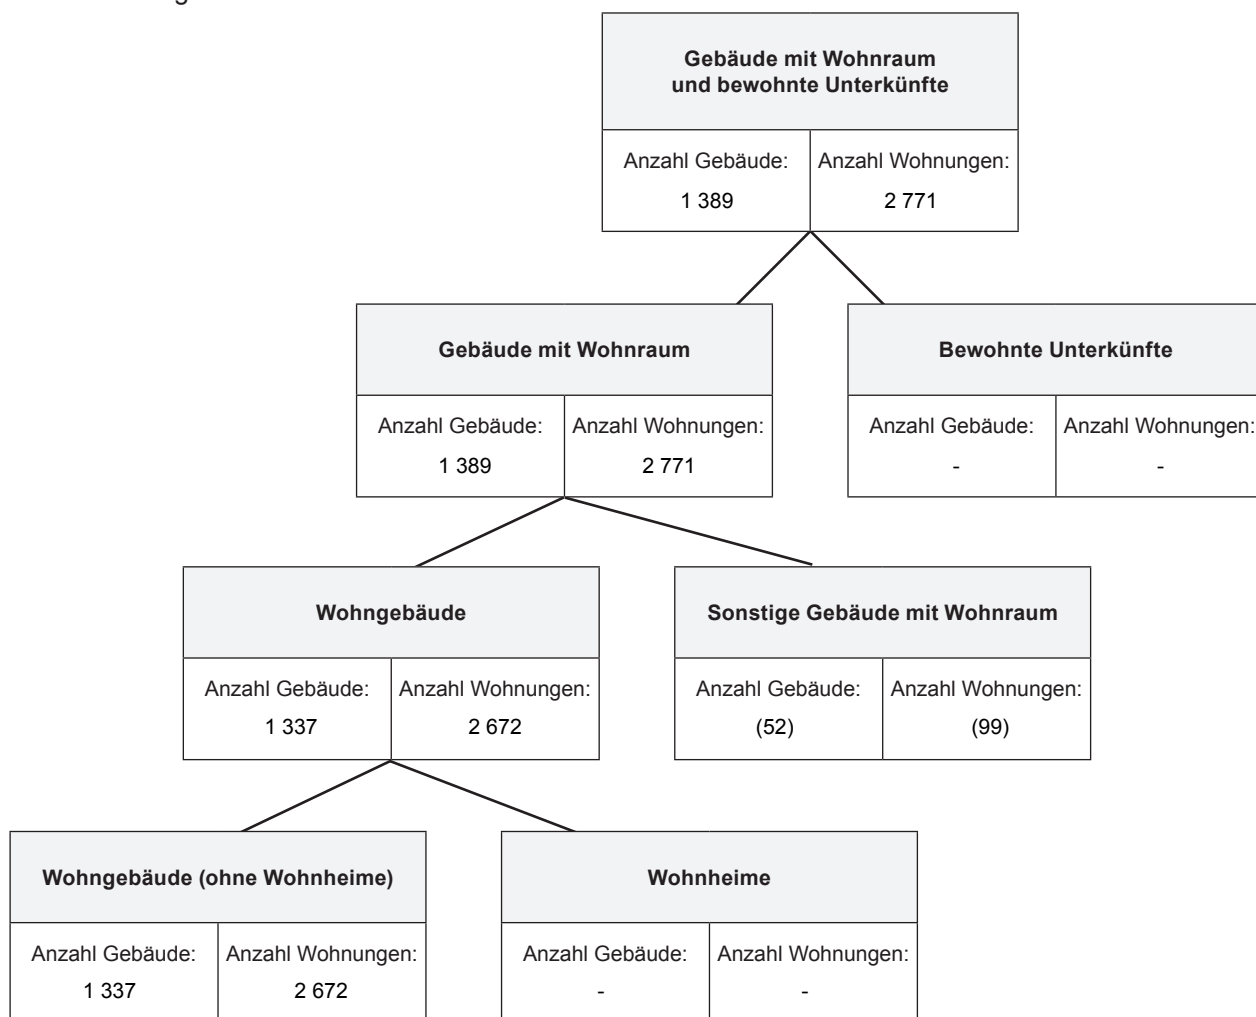 Gebäude mit Wohnraum
und bewohnte Unterkünfte
Anzahl Gebäude: Anzahl Wohnungen:
1 389 2 771
Gebäude mit Wohnraum Bewohnte Unterkünfte
Anzahl Gebäude: Anzahl Wohnungen: Anzahl Gebäude: Anzahl Wohnungen:
1 389 2 771 - -
Wohngebäude Sonstige Gebäude mit Wohnraum
Anzahl Gebäude: Anzahl Wohnungen: Anzahl Gebäude: Anzahl Wohnungen:
1 337 2 672 (52) (99)
Wohngebäude (ohne Wohnheime) Wohnheime
Anzahl Gebäude: Anzahl Wohnungen: Anzahl Gebäude: Anzahl Wohnungen:
1 337 2 672 - -